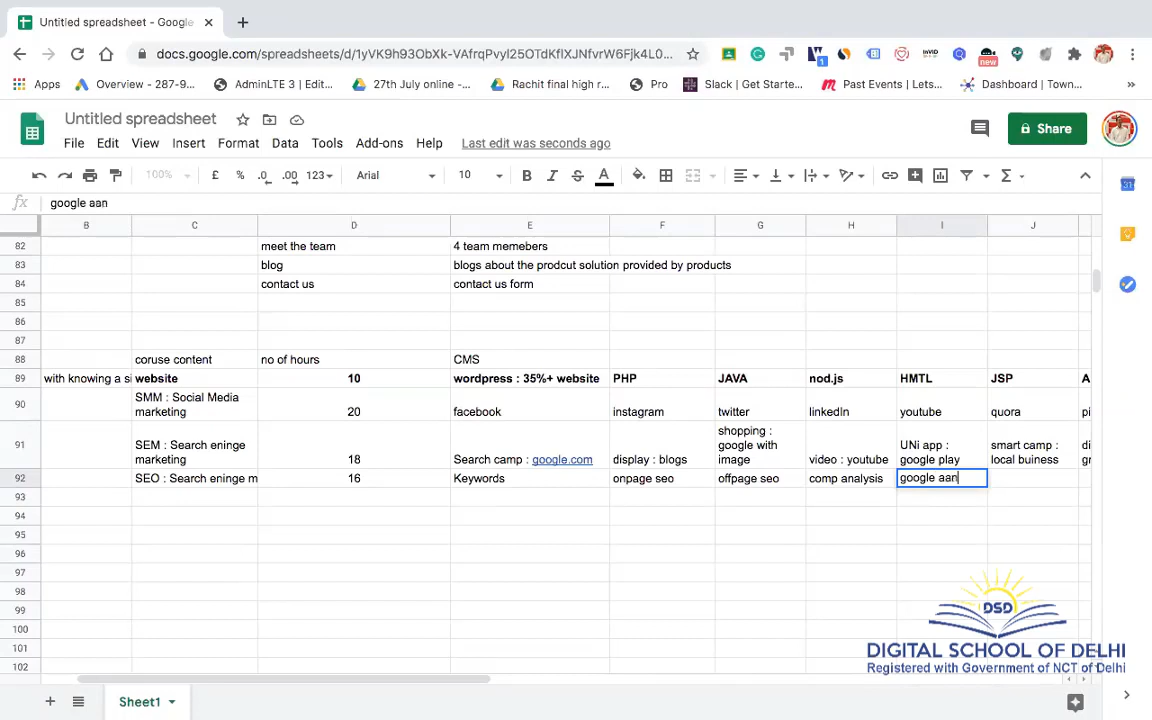 Untitled spreadsheet - Google
docs.google.com/spreadsheets/d/1yVK9h93ObXk-VAfrqPvyl25OTdKflXJNfvrW6Fjk4L0...
new
1
Apps Overview - 287-9... AdminLTE 3 | Edit... 27th July online -... Rachit final high r... Pro Slack | Get Starte... Past Events | Lets... Dashboard | Town... »
Untitled spreadsheet
Share
File Edit View Insert Format Data Tools Add-ons Help Last edit was seconds ago
100% £ % .0 .00 123 Arial 10 B I S A
fx google aan
B C D E F G H I J
82 meet the team 4 team memebers
83 blog blogs about the prodcut solution provided by products
84 contact us contact us form
85
86
87
88 coruse content no of hours CMS
89 with knowing a si website 10 wordpress : 35%+ website PHP JAVA nod.js HMTL JSP A
90 SMM : Social Media marketing 20 facebook instagram twitter linkedIn youtube quora pi
91 SEM : Search eninge marketing 18 Search camp : google.com display : blogs shopping : google with image video : youtube UNi app : google play smart camp : local buiness di gr
92 SEO : Search eninge m 16 Keywords onpage seo offpage seo comp analysis google aan
93
94
95
96
97
98
99
100
101
102
DSD
DIGITAL SCHOOL OF DELHI
Registered with Government of NCT of Delhi
Sheet1